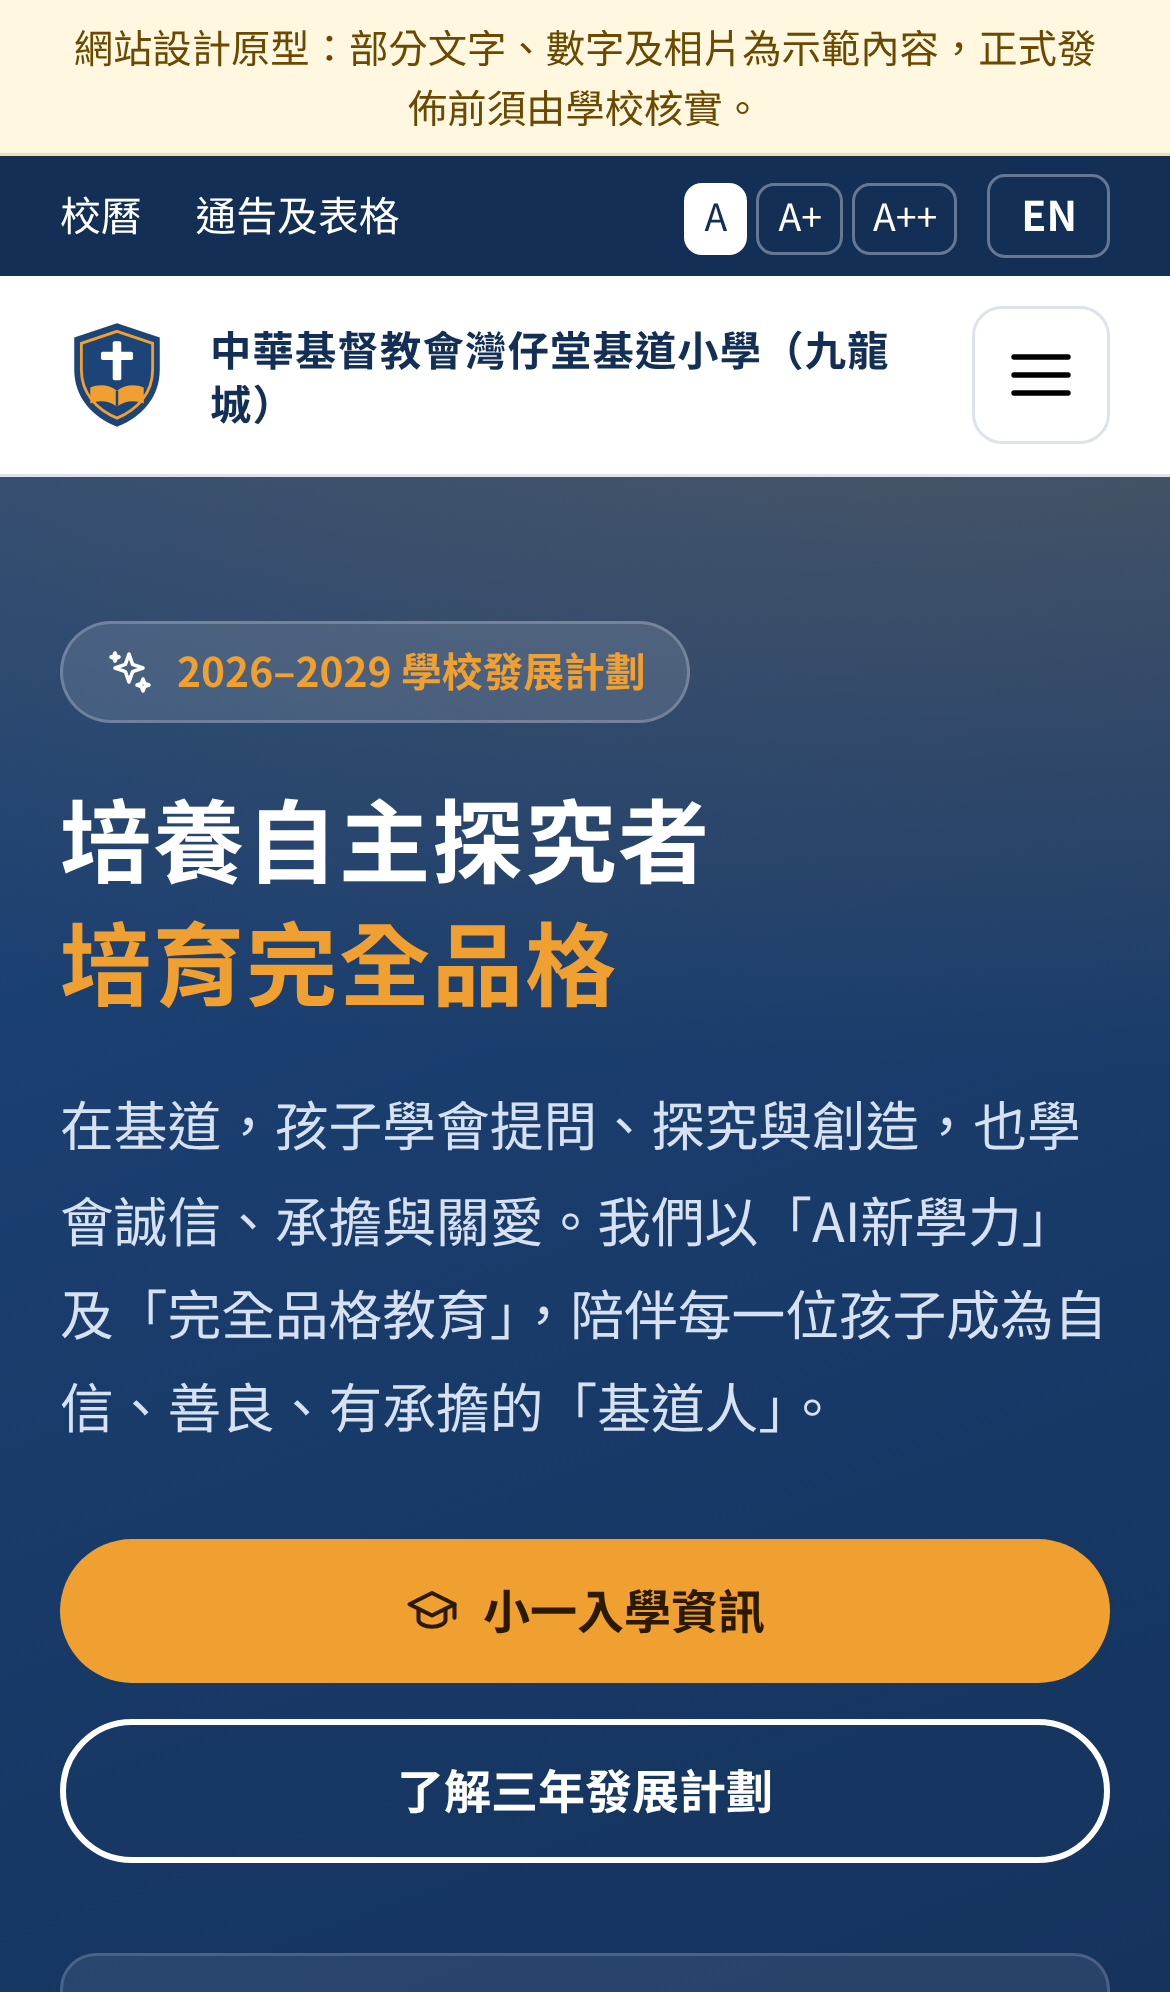 網站設計原型：部分文字、數字及相片為示範內容，正式發
佈前須由學校核實。
校曆 通告及表格 A A+ A++ EN
中華基督教會灣仔堂基道小學（九龍
城）
2026–2029 學校發展計劃
培養自主探究者
培育完全品格
在基道，孩子學會提問、探究與創造，也學
會誠信、承擔與關愛。我們以「AI新學力」
及「完全品格教育」，陪伴每一位孩子成為自
信、善良、有承擔的「基道人」。
小一入學資訊
了解三年發展計劃